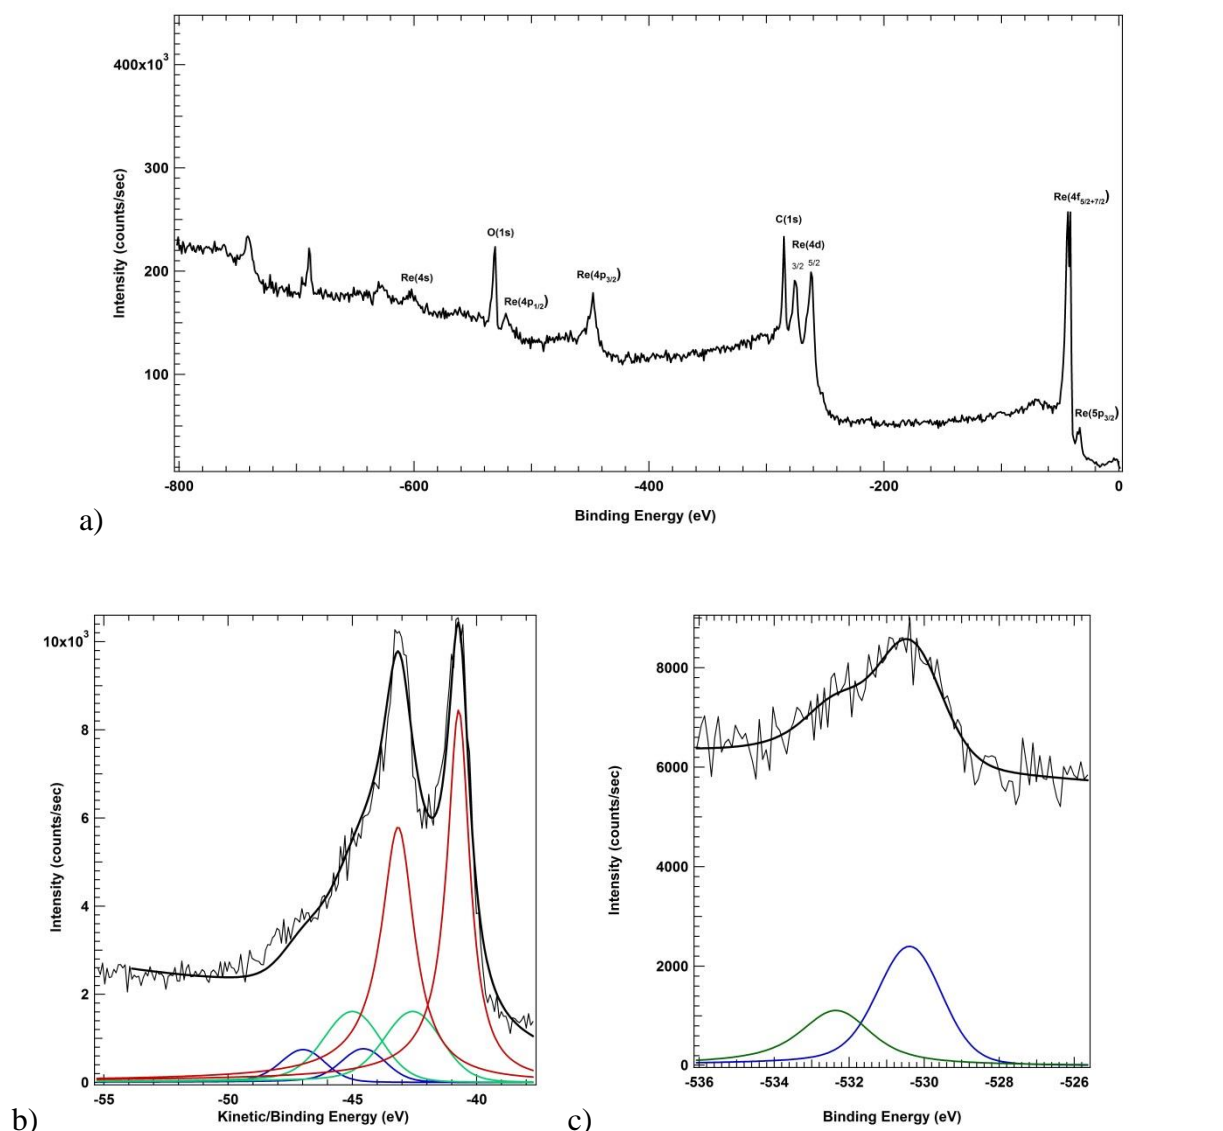 400x10³
300
200
100
Intensity (counts/sec)
O(1s)
Re(4s)
Re(4p₁/₂)
Re(4p₃/₂)
C(1s)
Re(4d)
3/2 5/2
Re(4f₅/₂₊₇/₂)
Re(5p₃/₂)
-800 -600 -400 -200 0
Binding Energy (eV)
a)
10x10³
8
6
4
2
0
Intensity (counts/sec)
-55 -50 -45 -40
Kinetic/Binding Energy (eV)
b)
8000
6000
4000
2000
0
Intensity (counts/sec)
-536 -534 -532 -530 -528 -526
Binding Energy (eV)
c)